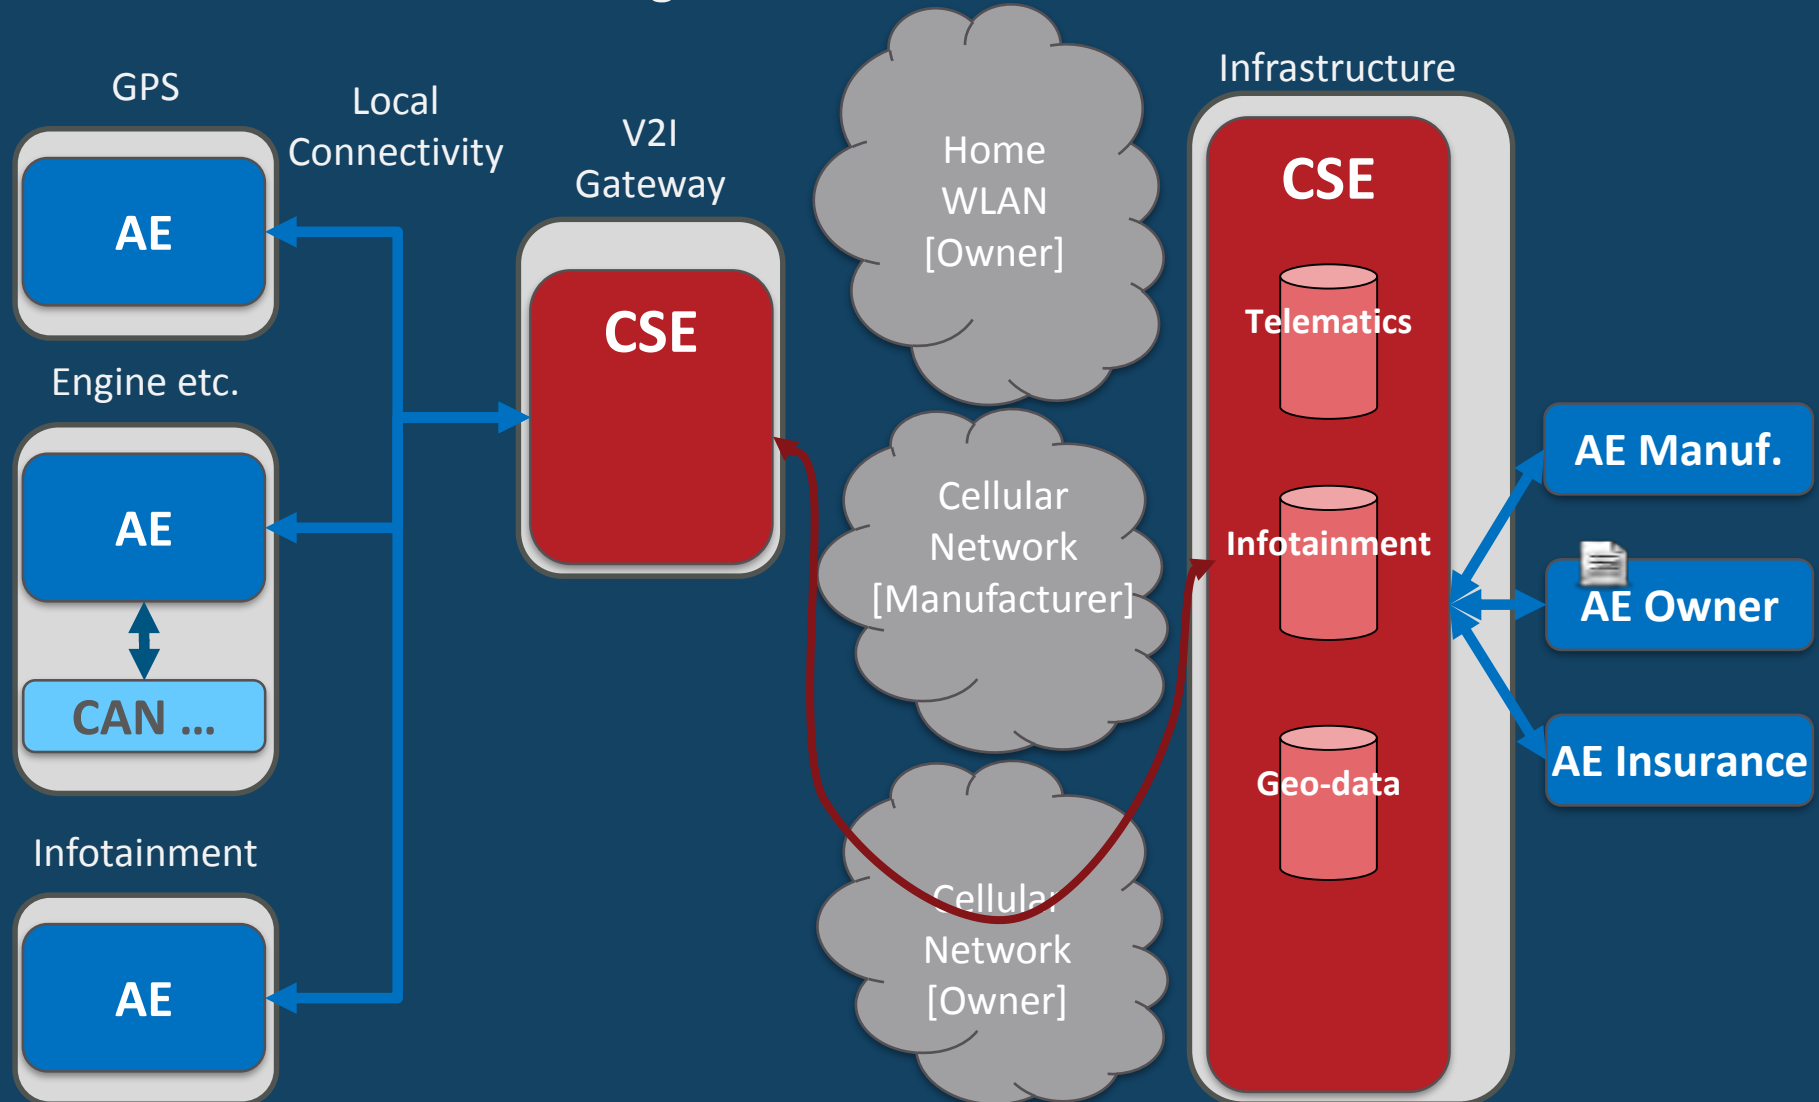 GPS
AE
Local
Connectivity
Engine etc.
AE
CAN ...
Infotainment
AE
V2I
Gateway
CSE
Home
WLAN
[Owner]
Cellular
Network
[Manufacturer]
Cellular
Network
[Owner]
Infrastructure
CSE
Telematics
Infotainment
Geo-data
AE Manuf.
AE Owner
AE Insurance